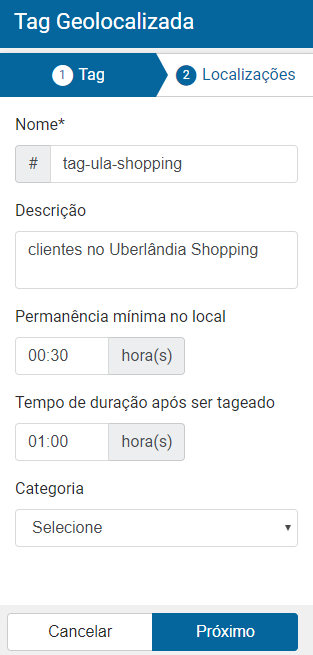 Tag Geolocalizada
1 Tag
2 Localizações
Nome*
# tag-ula-shopping
Descrição
clientes no Uberlândia Shopping
Permanência mínima no local
00:30 hora(s)
Tempo de duração após ser tageado
01:00 hora(s)
Categoria
Selecione
Cancelar
Próximo